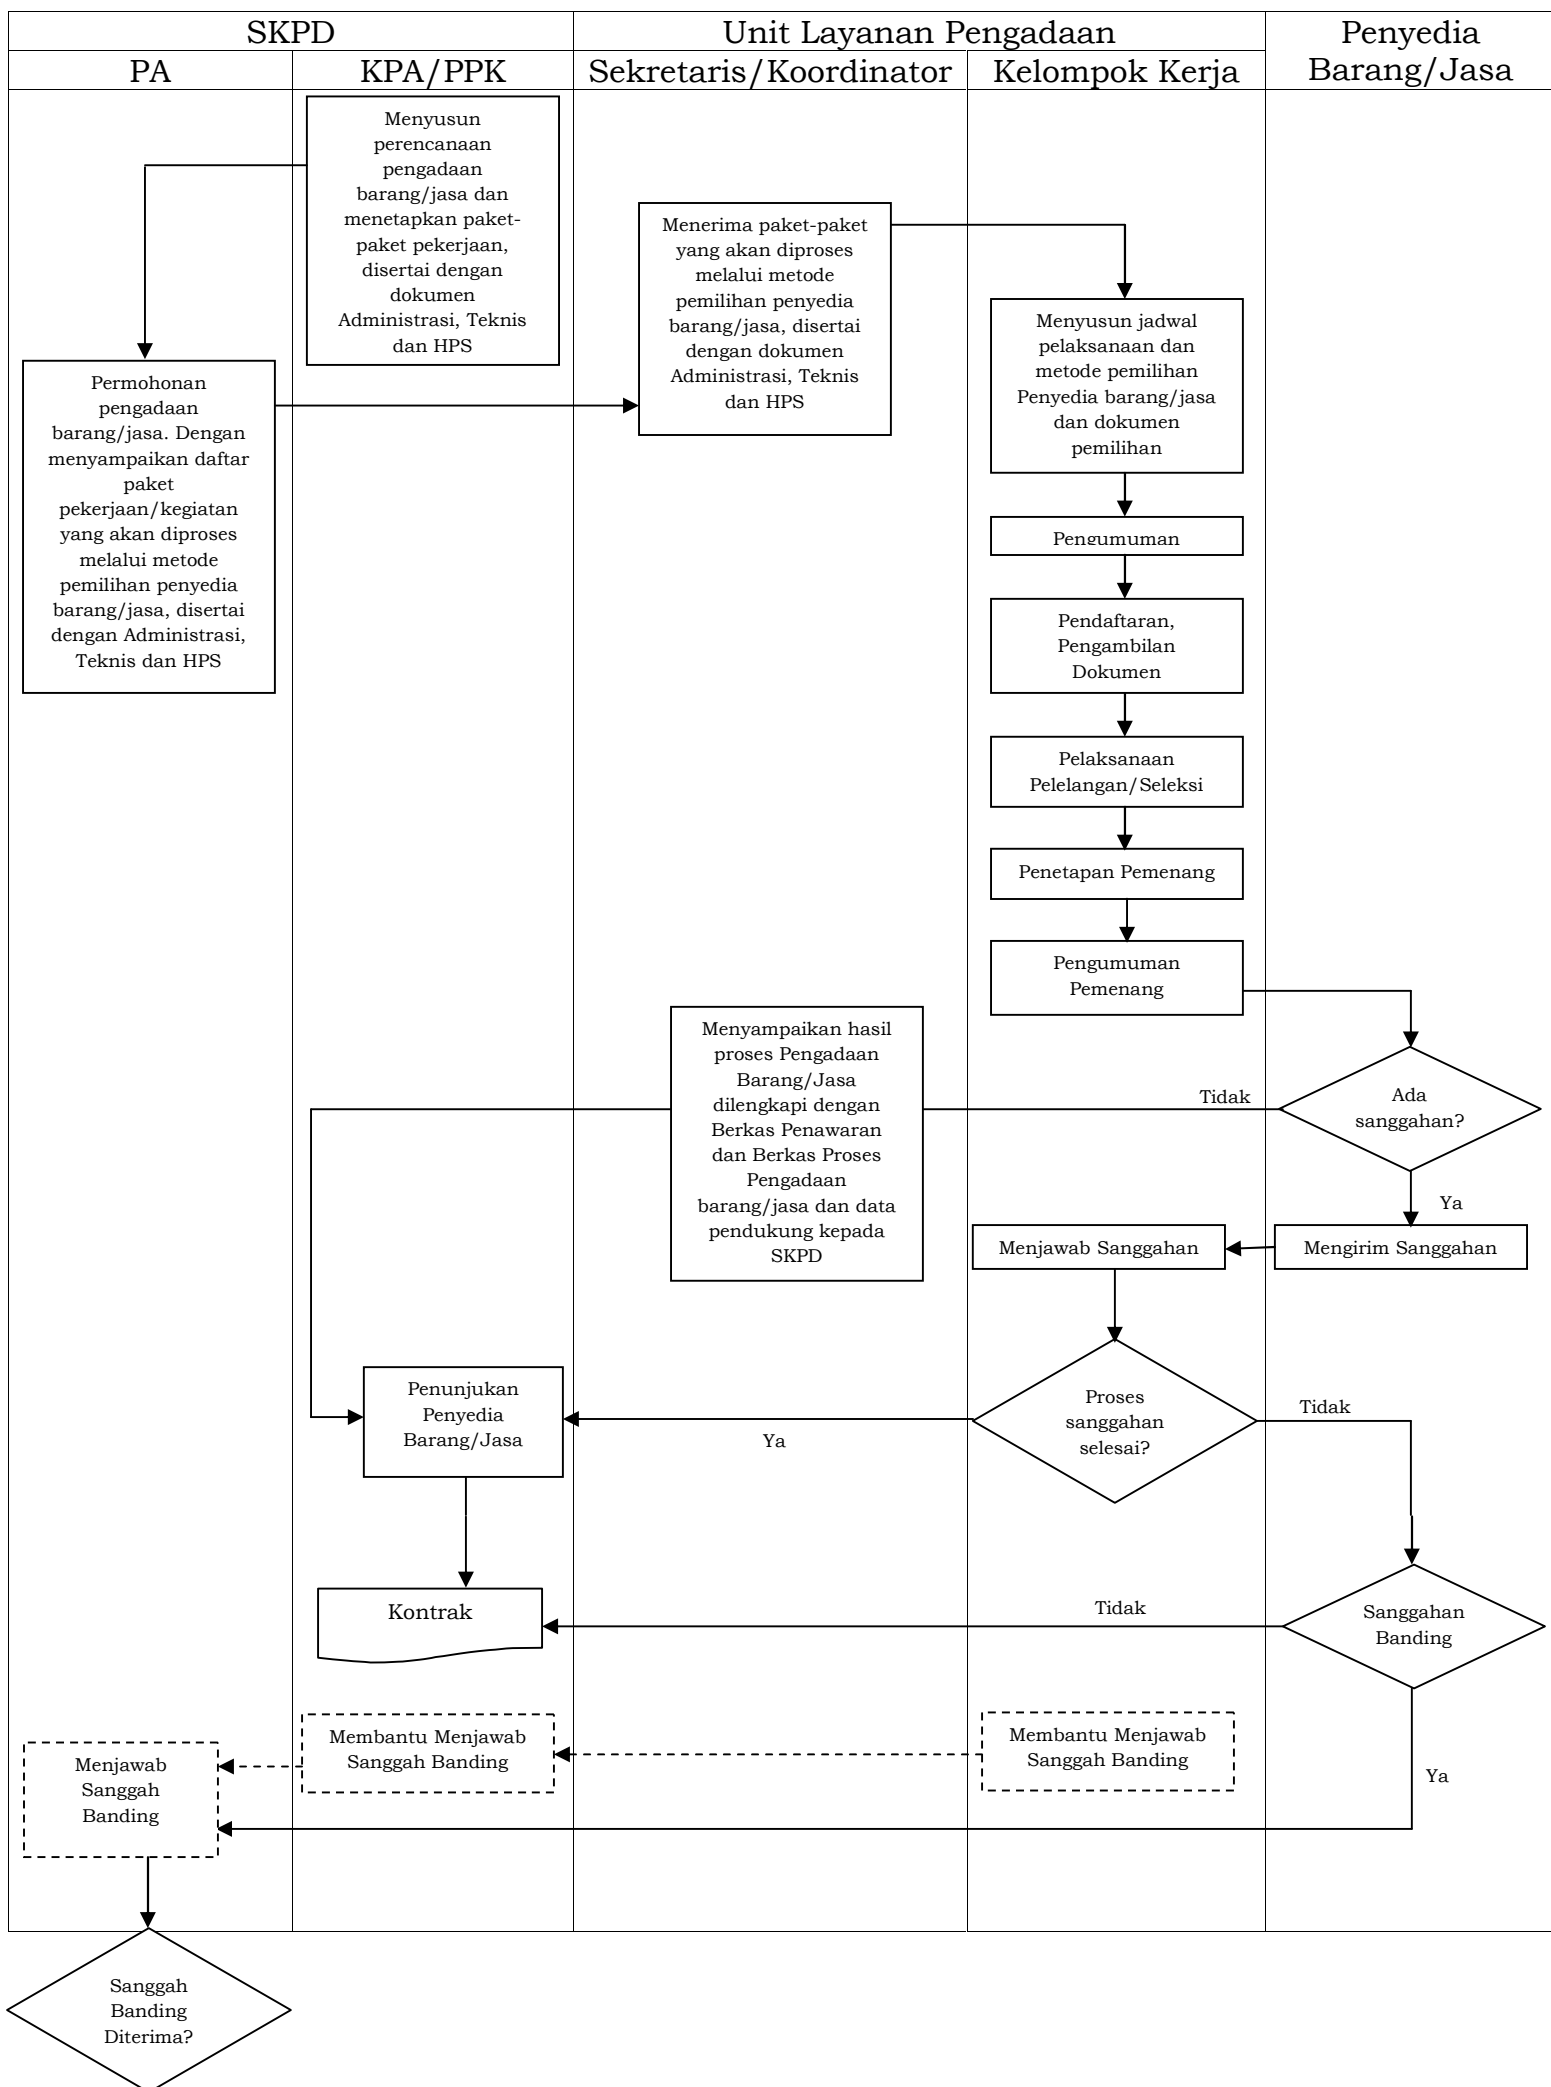 SKPD
Unit Layanan Pengadaan
Penyedia
Barang/Jasa
PA
KPA/PPK
Sekretaris/Koordinator
Kelompok Kerja
Menyusun
perencanaan
pengadaan
barang/jasa dan
menetapkan paket-
paket pekerjaan,
disertai dengan
dokumen
Administrasi, Teknis
dan HPS
Permohonan
pengadaan
barang/jasa. Dengan
menyampaikan daftar
paket
pekerjaan/kegiatan
yang akan diproses
melalui metode
pemilihan penyedia
barang/jasa, disertai
dengan Administrasi,
Teknis dan HPS
Menerima paket-paket
yang akan diproses
melalui metode
pemilihan penyedia
barang/jasa, disertai
dengan dokumen
Administrasi, Teknis
dan HPS
Menyusun jadwal
pelaksanaan dan
metode pemilihan
Penyedia barang/jasa
dan dokumen
pemilihan
Pengumuman
Pendaftaran,
Pengambilan
Dokumen
Pelaksanaan
Pelelangan/Seleksi
Penetapan Pemenang
Pengumuman
Pemenang
Ada
sanggahan?
Tidak
Menyampaikan hasil
proses Pengadaan
Barang/Jasa
dilengkapi dengan
Berkas Penawaran
dan Berkas Proses
Pengadaan
barang/jasa dan data
pendukung kepada
SKPD
Ya
Mengirim Sanggahan
Menjawab Sanggahan
Proses
sanggahan
selesai?
Tidak
Ya
Penunjukan
Penyedia
Barang/Jasa
Kontrak
Tidak
Sanggahan
Banding
Ya
Membantu Menjawab
Sanggah Banding
Membantu Menjawab
Sanggah Banding
Menjawab
Sanggah
Banding
Sanggah
Banding
Diterima?